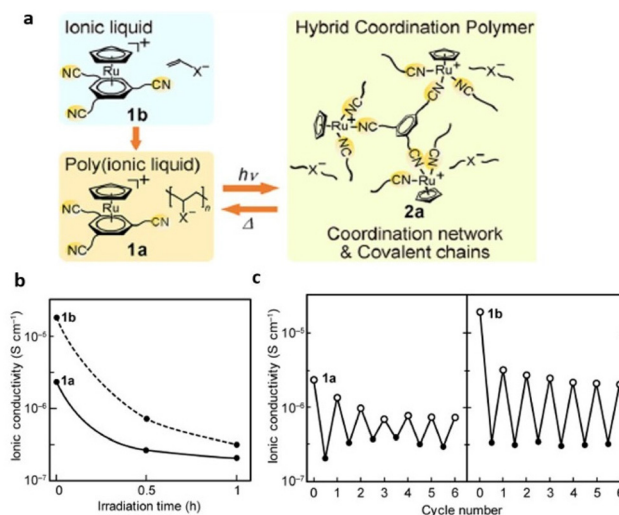 a
Ionic liquid
NC
Ru
+
CN
NC
X⁻
1b
Poly(ionic liquid)
NC
Ru
+
CN
NC
X⁻
n
1a
hν
Δ
Hybrid Coordination Polymer
Ru
+
CN
NC
X⁻
CN
Ru
+
NC
NC
CN
CN
X⁻
X⁻
CN
Ru
+
2a
Coordination network
& Covalent chains
b
Ionic conductivity (S cm⁻¹)
10⁻⁵
10⁻⁶
10⁻⁷
1b
1a
0 0.5 1
Irradiation time (h)
c
Ionic conductivity (S cm⁻¹)
10⁻⁵
10⁻⁶
10⁻⁷
1a
1b
0 1 2 3 4 5 6 0 1 2 3 4 5 6
Cycle number